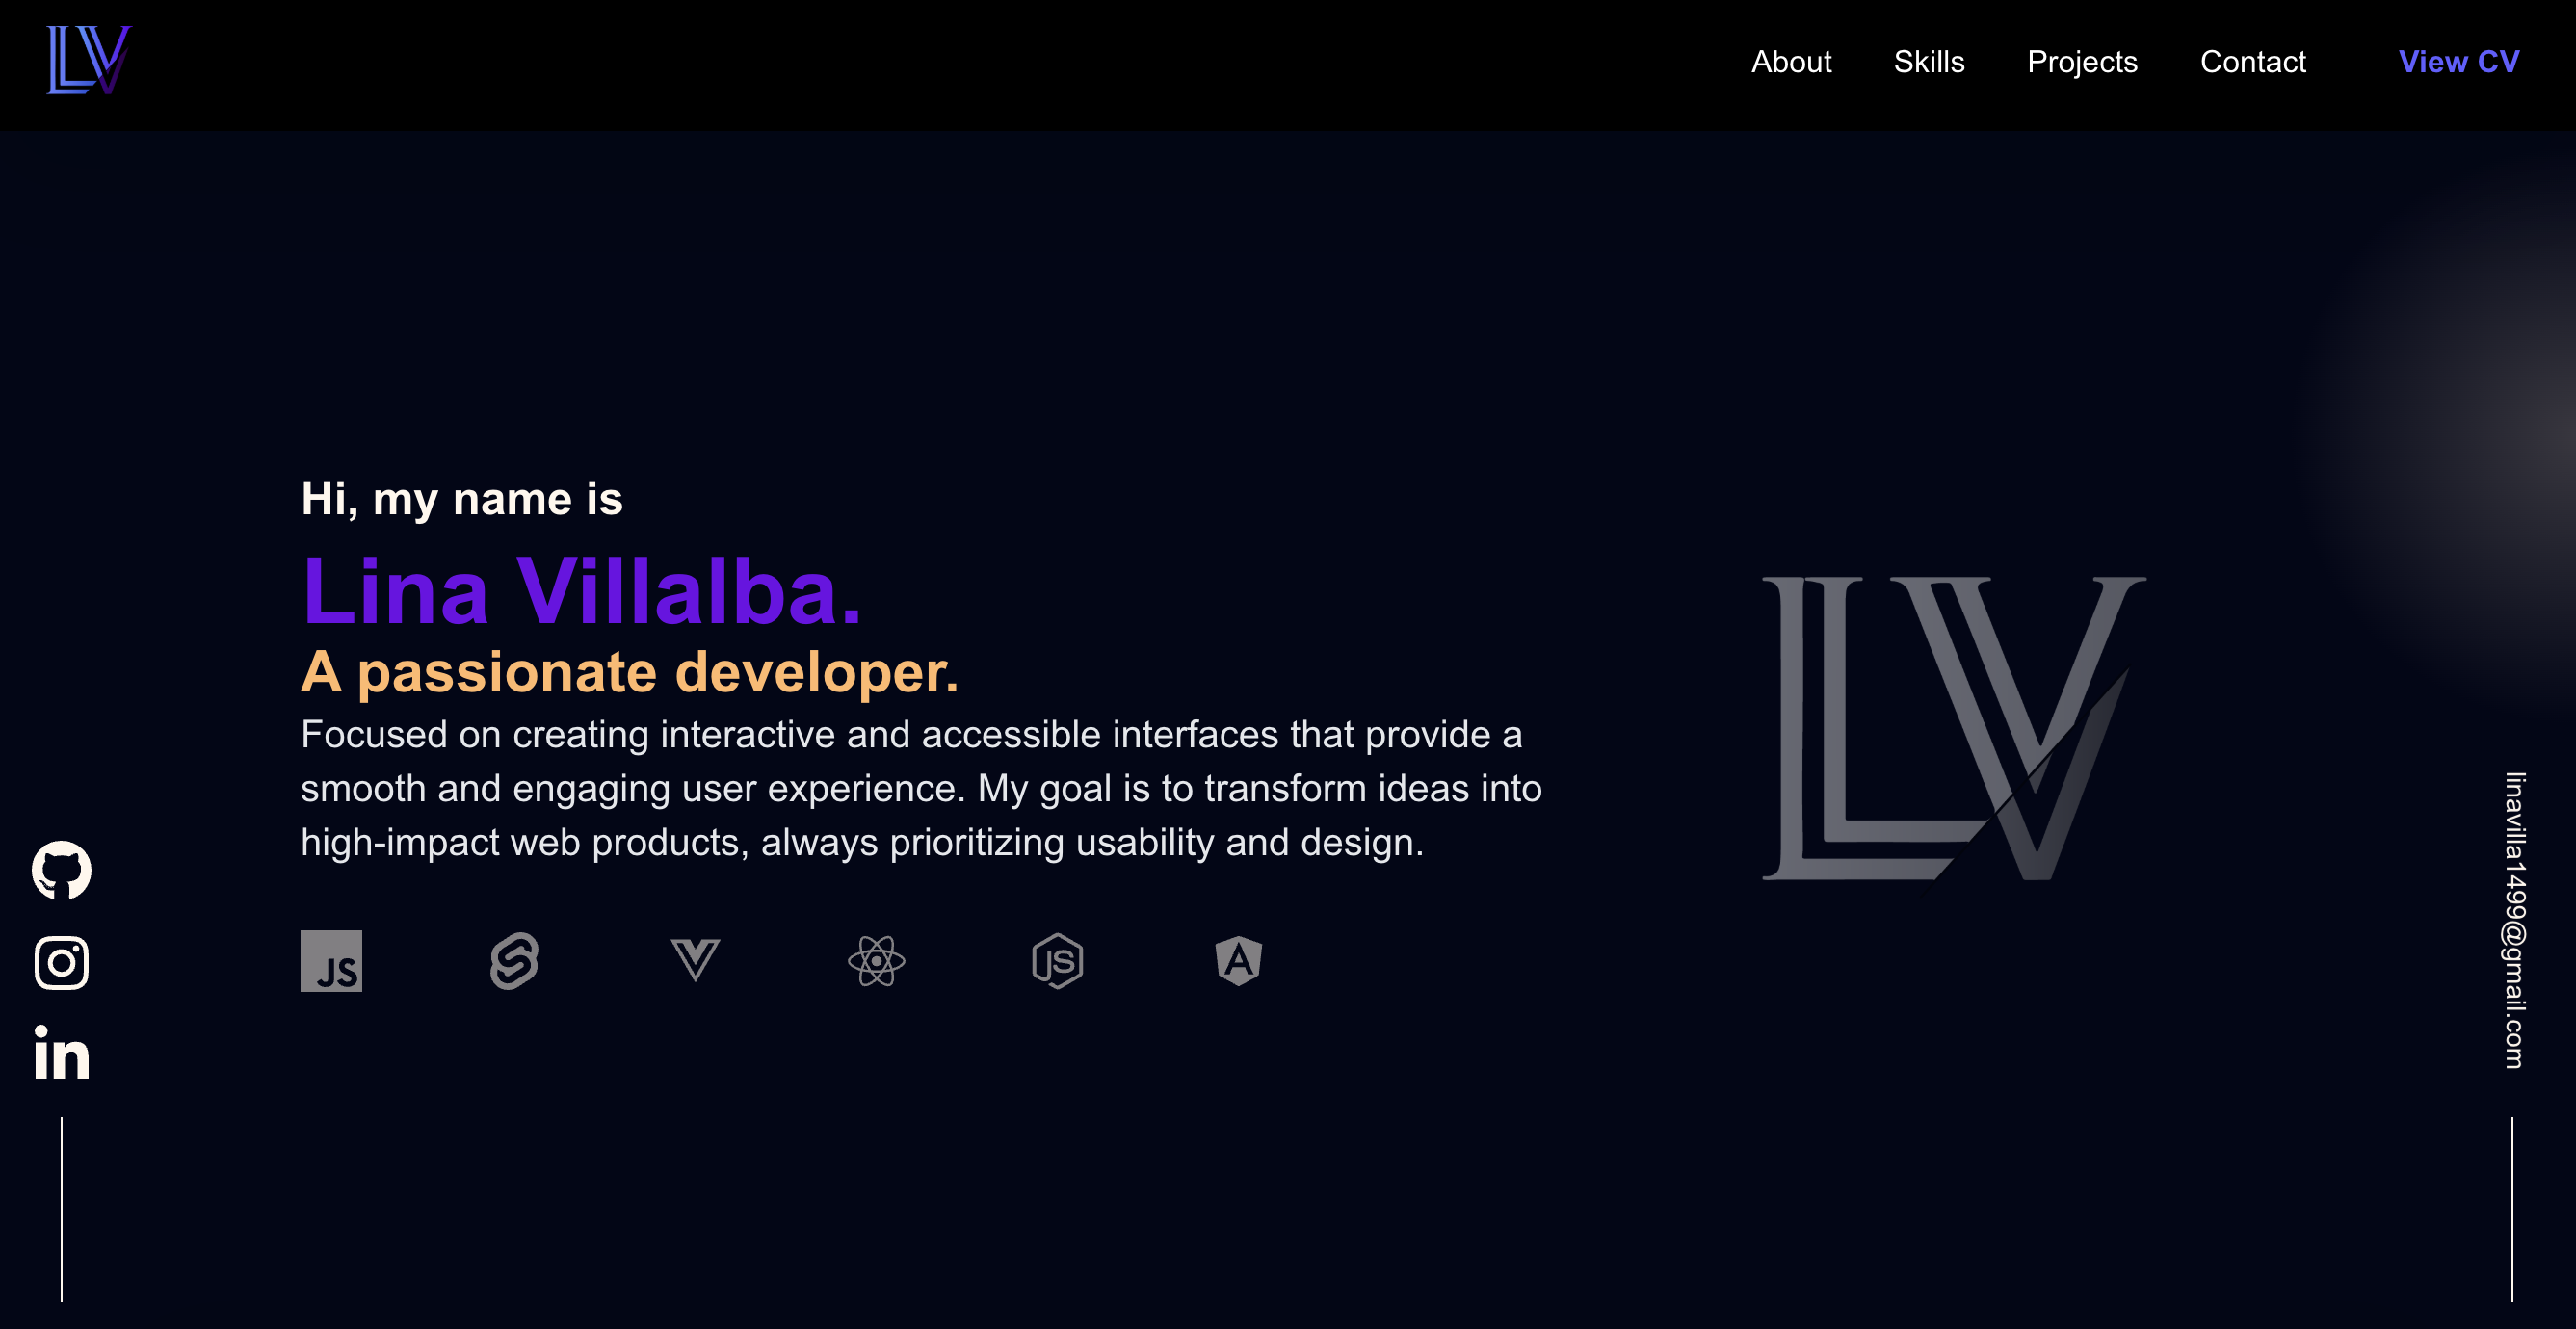 LV
About Skills Projects Contact View CV
Hi, my name is
Lina Villalba.
A passionate developer.
Focused on creating interactive and accessible interfaces that provide a
smooth and engaging user experience. My goal is to transform ideas into
high-impact web products, always prioritizing usability and design.
LV
JS
JS
A
in
linavilla1499@gmail.com